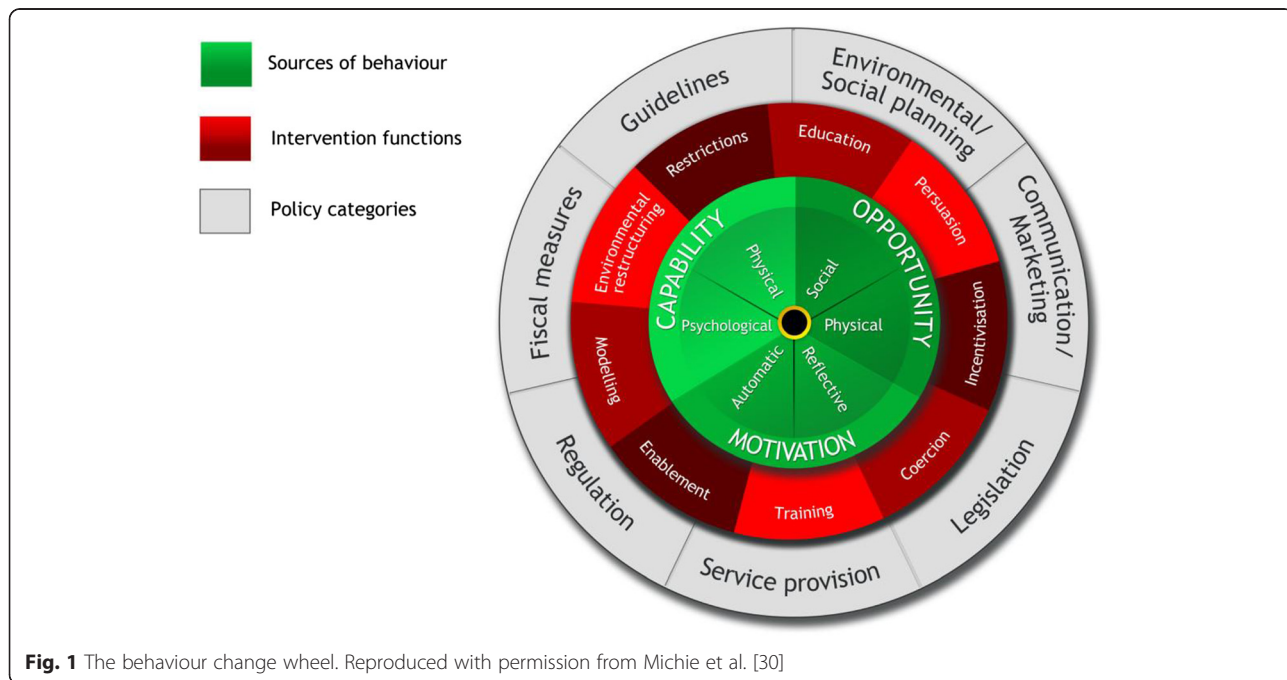 Sources of behaviour
Intervention functions
Policy categories
Guidelines
Environmental/
Social planning
Communication/
Marketing
Legislation
Service provision
Regulation
Fiscal measures
Restrictions
Education
Persuasion
Incentivisation
Coercion
Training
Enablement
Modelling
Environmental
restructuring
CAPABILITY
OPPORTUNITY
MOTIVATION
Physical
Social
Psychological
Physical
Automatic
Reflective
Fig. 1 The behaviour change wheel. Reproduced with permission from Michie et al. [30]